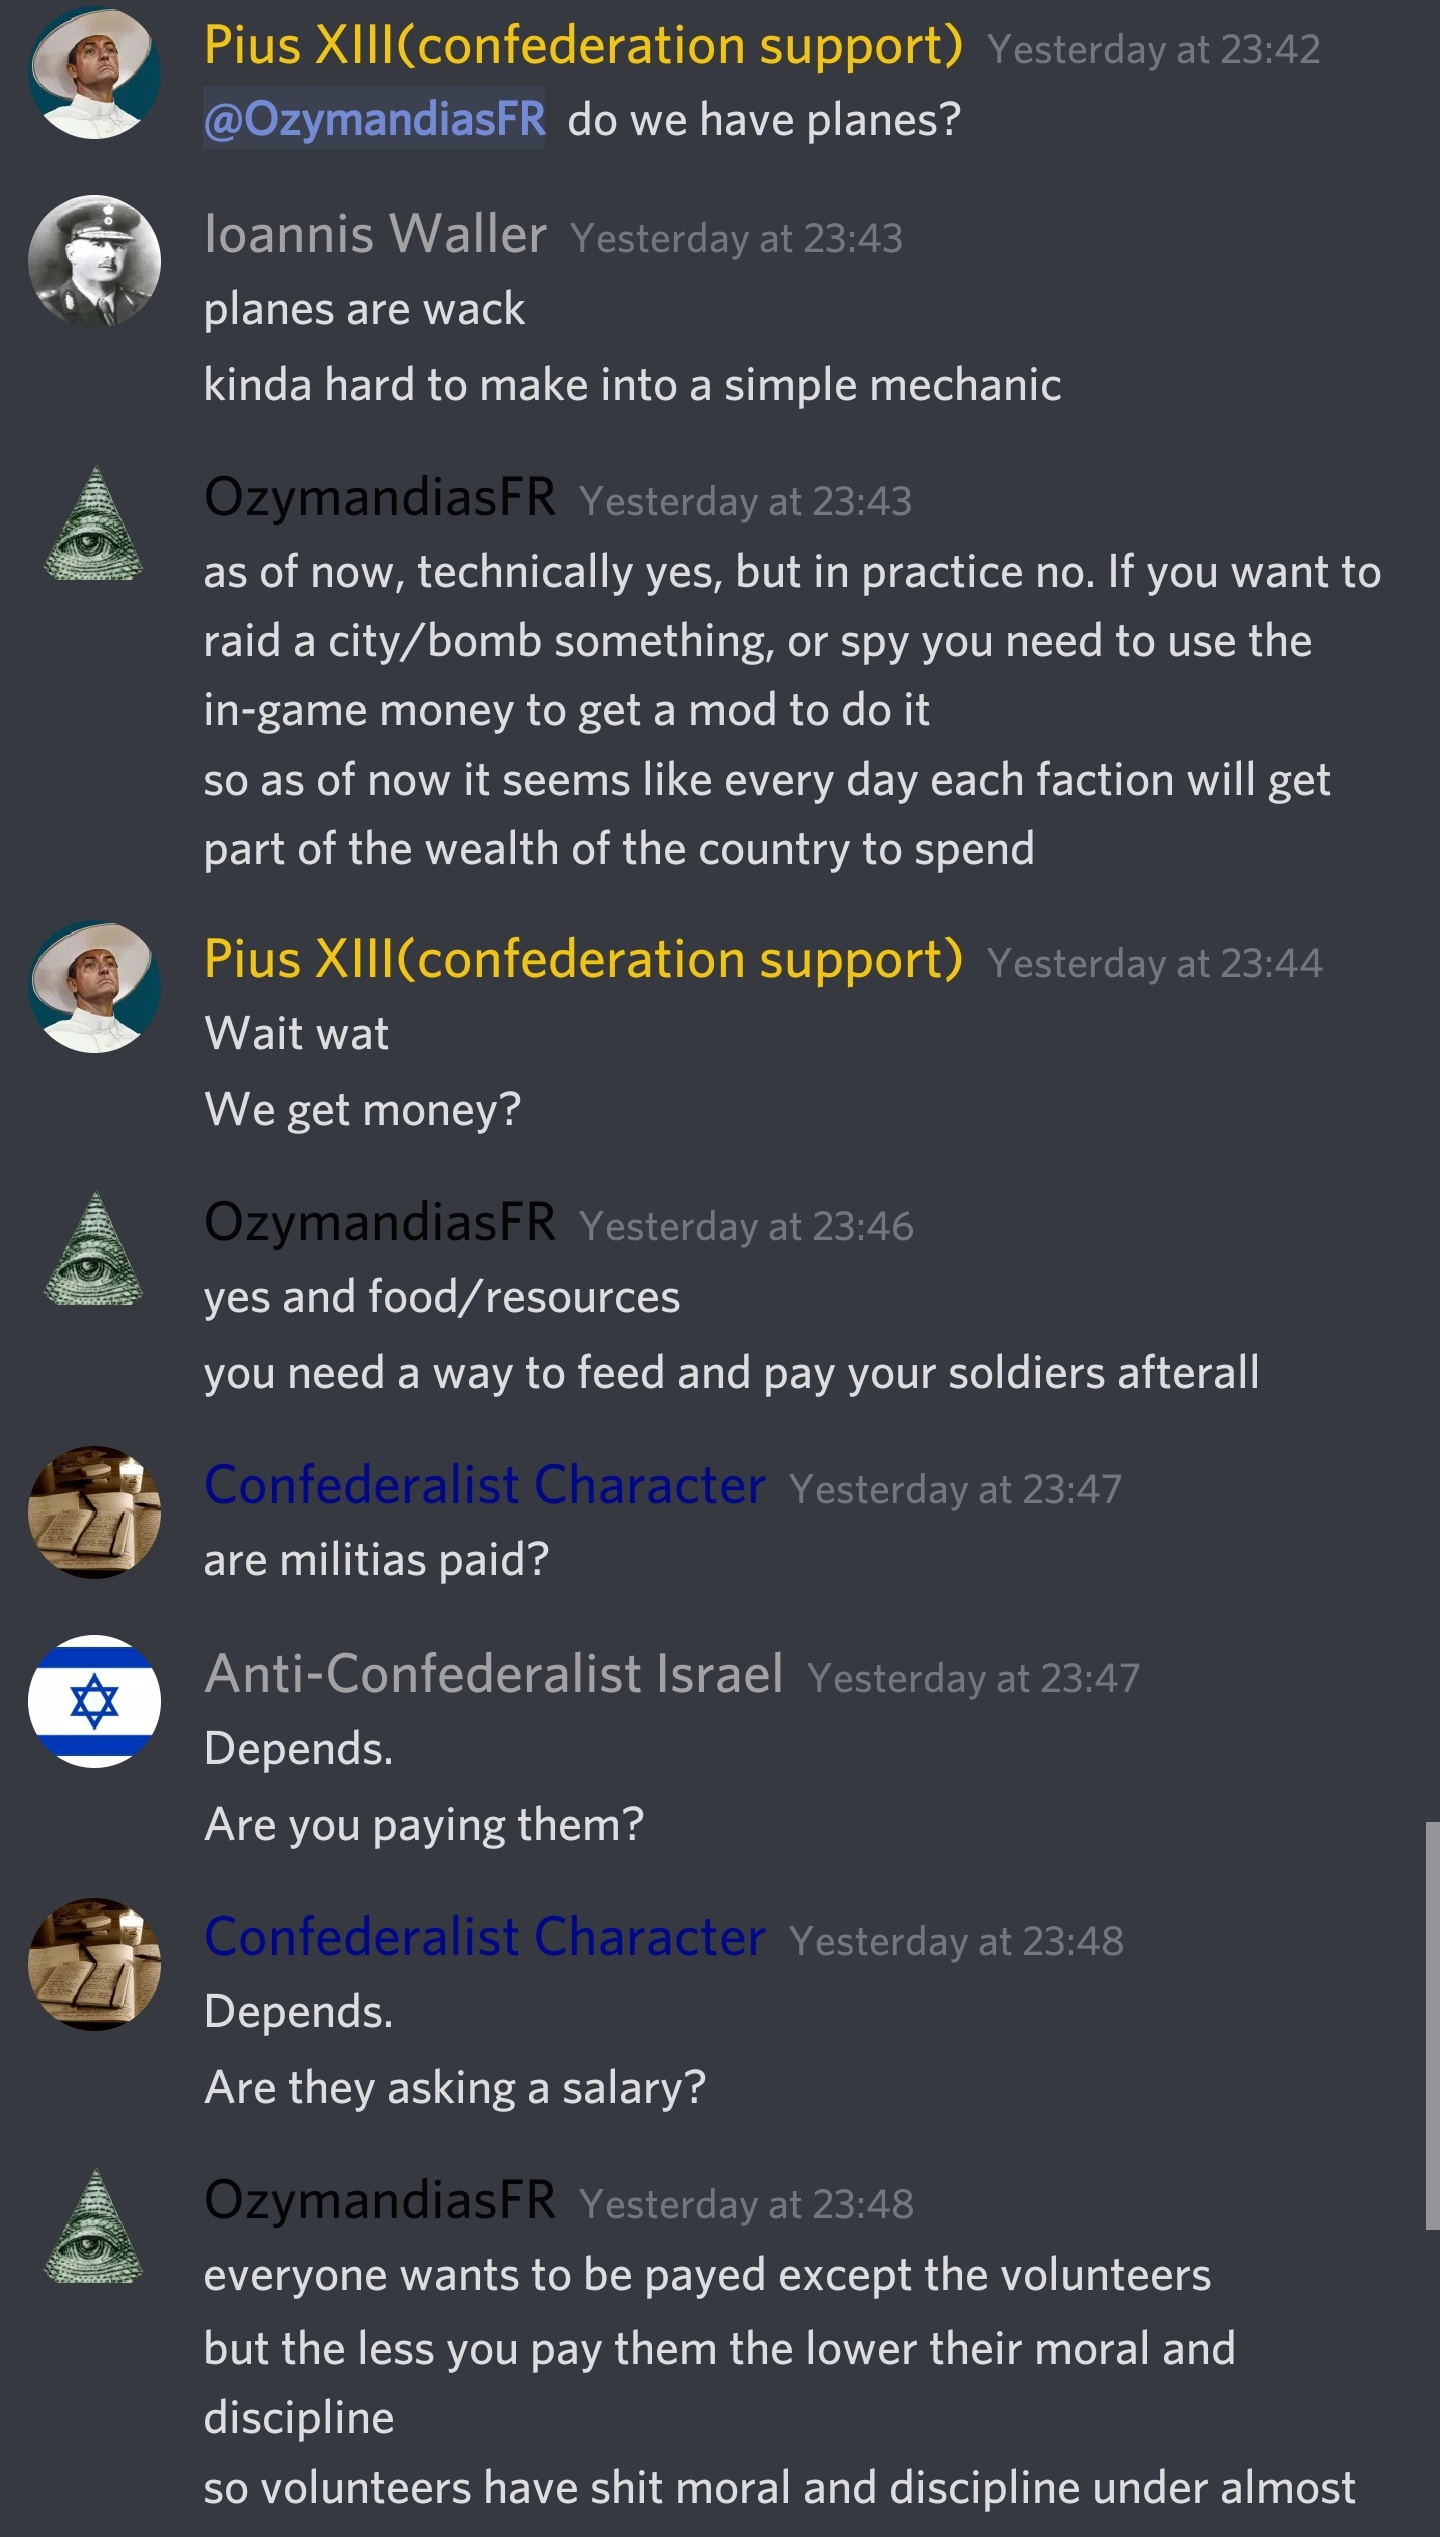 Pius XIII(confederation support) Yesterday at 23:42
@OzymandiasFR do we have planes?
Ioannis Waller Yesterday at 23:43
planes are wack
kinda hard to make into a simple mechanic
OzymandiasFR Yesterday at 23:43
as of now, technically yes, but in practice no. If you want to
raid a city/bomb something, or spy you need to use the
in-game money to get a mod to do it
so as of now it seems like every day each faction will get
part of the wealth of the country to spend
Pius XIII(confederation support) Yesterday at 23:44
Wait wat
We get money?
OzymandiasFR Yesterday at 23:46
yes and food/resources
you need a way to feed and pay your soldiers afterall
Confederalist Character Yesterday at 23:47
are militias paid?
Anti-Confederalist Israel Yesterday at 23:47
Depends.
Are you paying them?
Confederalist Character Yesterday at 23:48
Depends.
Are they asking a salary?
OzymandiasFR Yesterday at 23:48
everyone wants to be payed except the volunteers
but the less you pay them the lower their moral and
discipline
so volunteers have shit moral and discipline under almost